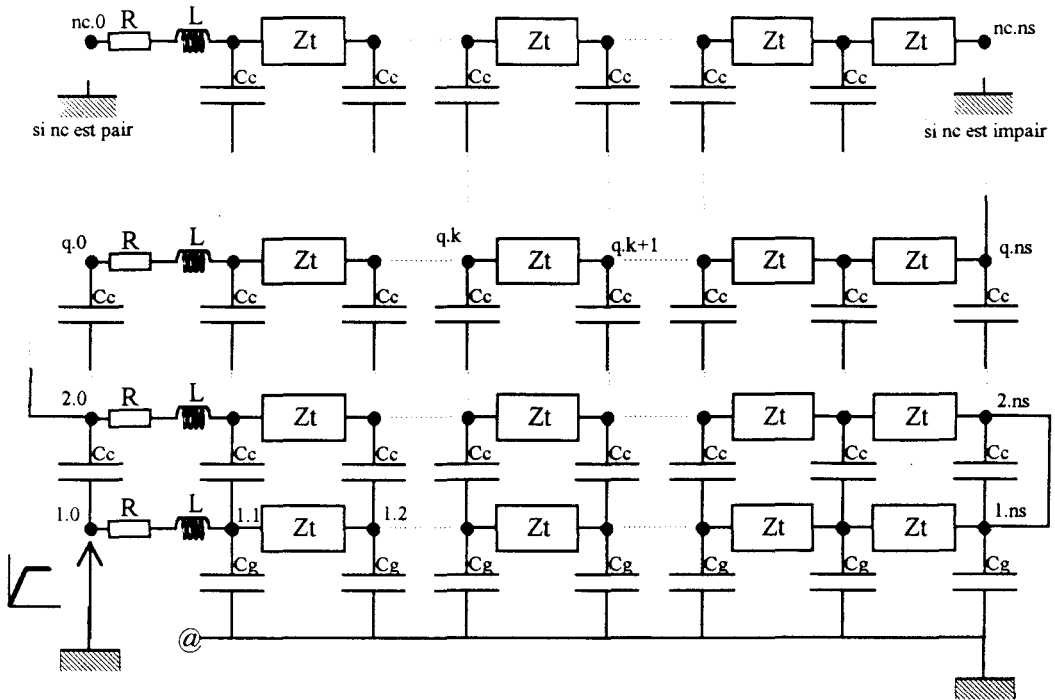 nc.0 R L Zt Zt Zt Zt nc.ns
Cc Cc Cc Cc Cc Cc
si nc est pair si nc est impair
q.0 R L Zt q.k Zt q.k+1 Zt Zt q.ns
Cc Cc Cc Cc Cc Cc Cc Cc
2.0 R L Zt Zt Zt Zt 2.ns
Cc Cc Cc Cc Cc Cc Cc Cc
1.0 R L 1.1 Zt 1.2 Zt Zt Zt 1.ns
Cg Cg Cg Cg Cg Cg Cg
@